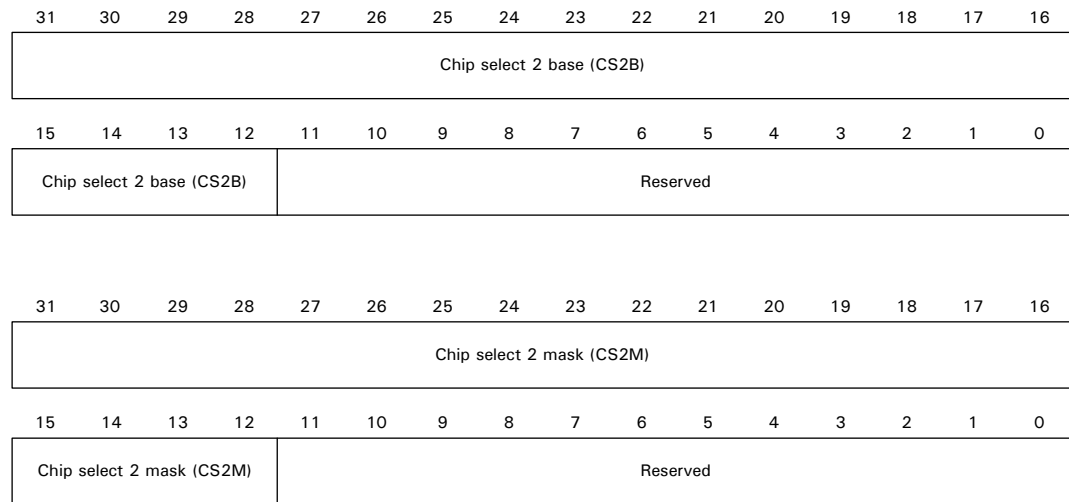 31 30 29 28 27 26 25 24 23 22 21 20 19 18 17 16
Chip select 2 base (CS2B)
15 14 13 12 11 10 9 8 7 6 5 4 3 2 1 0
Chip select 2 base (CS2B) Reserved
31 30 29 28 27 26 25 24 23 22 21 20 19 18 17 16
Chip select 2 mask (CS2M)
15 14 13 12 11 10 9 8 7 6 5 4 3 2 1 0
Chip select 2 mask (CS2M) Reserved